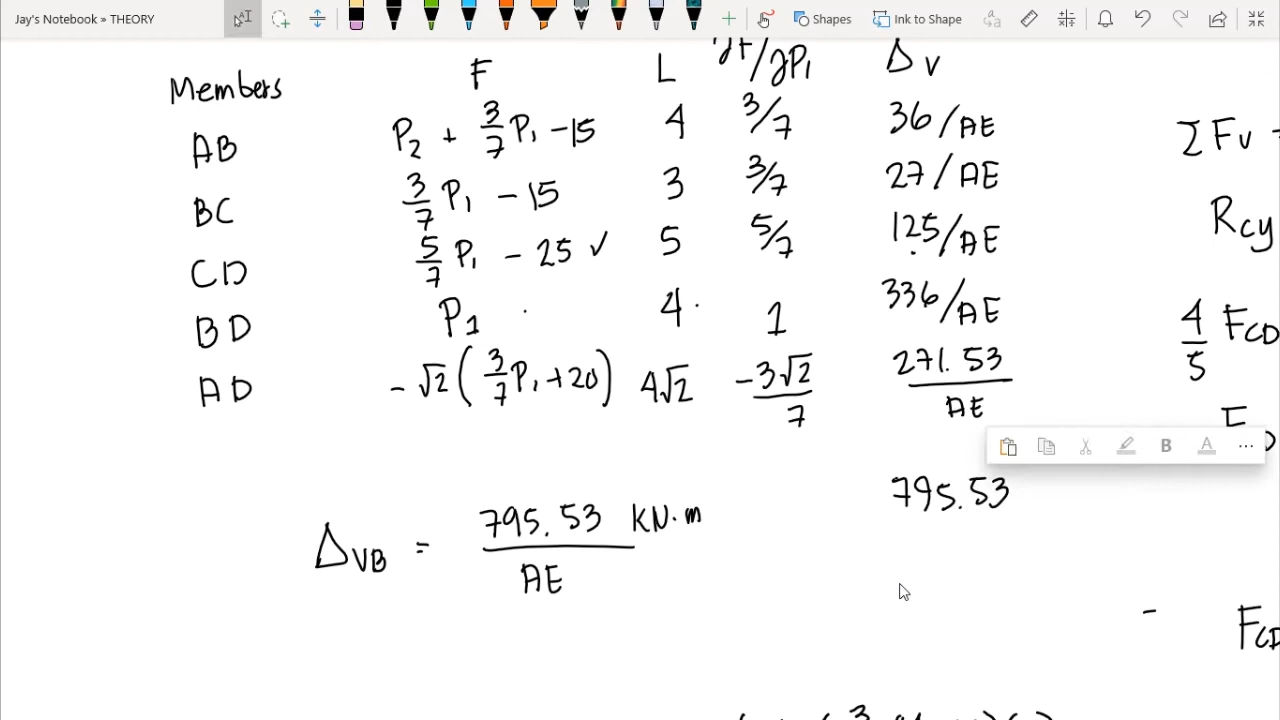 Jay's Notebook » THEORY
Shapes
Ink to Shape
Members F L ∂F/∂P₁ Δ V
AB P₂ + 3/7 P₁ - 15 4 3/7 36/AE
BC 3/7 P₁ - 15 3 3/7 27/AE
CD 5/7 P₁ - 25 ✓ 5 5/7 125/AE
BD P₁ 4 1 336/AE
AD -√2 (3/7 P₁ + 20) 4√2 -3√2/7 271.53/AE
795.53
Δ VB = 795.53 KN.m / AE
Σ Fv
Rcy
4/5 FCD
FCD
B A ...